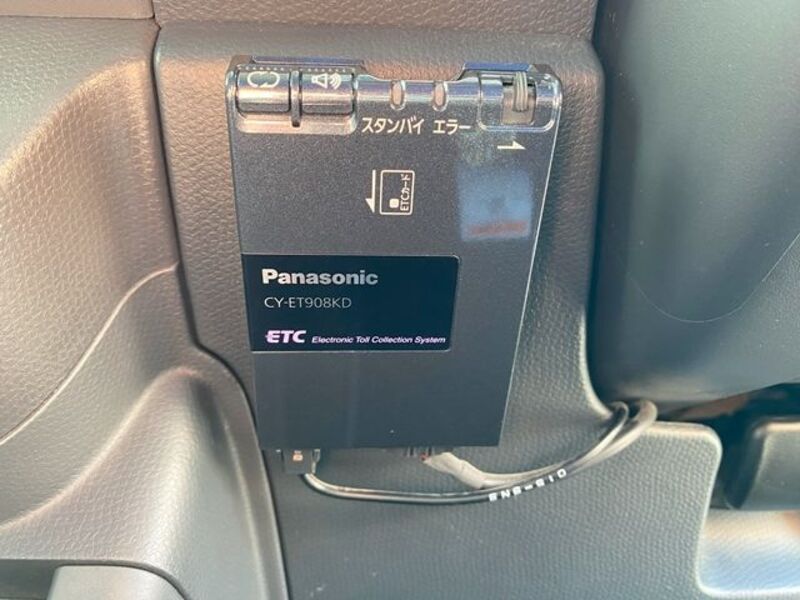 スタンバイ エラー
ETCカード
Panasonic
CY-ET908KD
ETC Electronic Toll Collection System